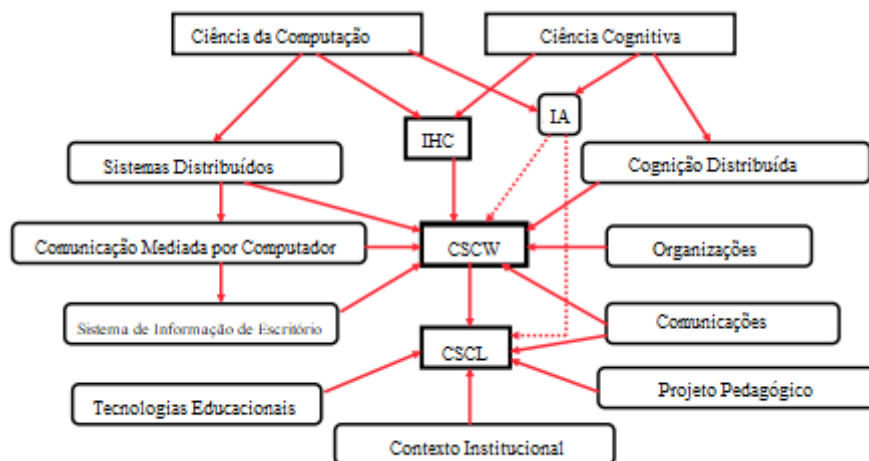 Ciência da Computação
Ciência Cognitiva
IA
IHC
Sistemas Distribuídos
Cognição Distribuída
Comunicação Mediada por Computador
CSCW
Organizações
Sistema de Informação de Escritório
Comunicações
CSCL
Projeto Pedagógico
Tecnologias Educacionais
Contexto Institucional